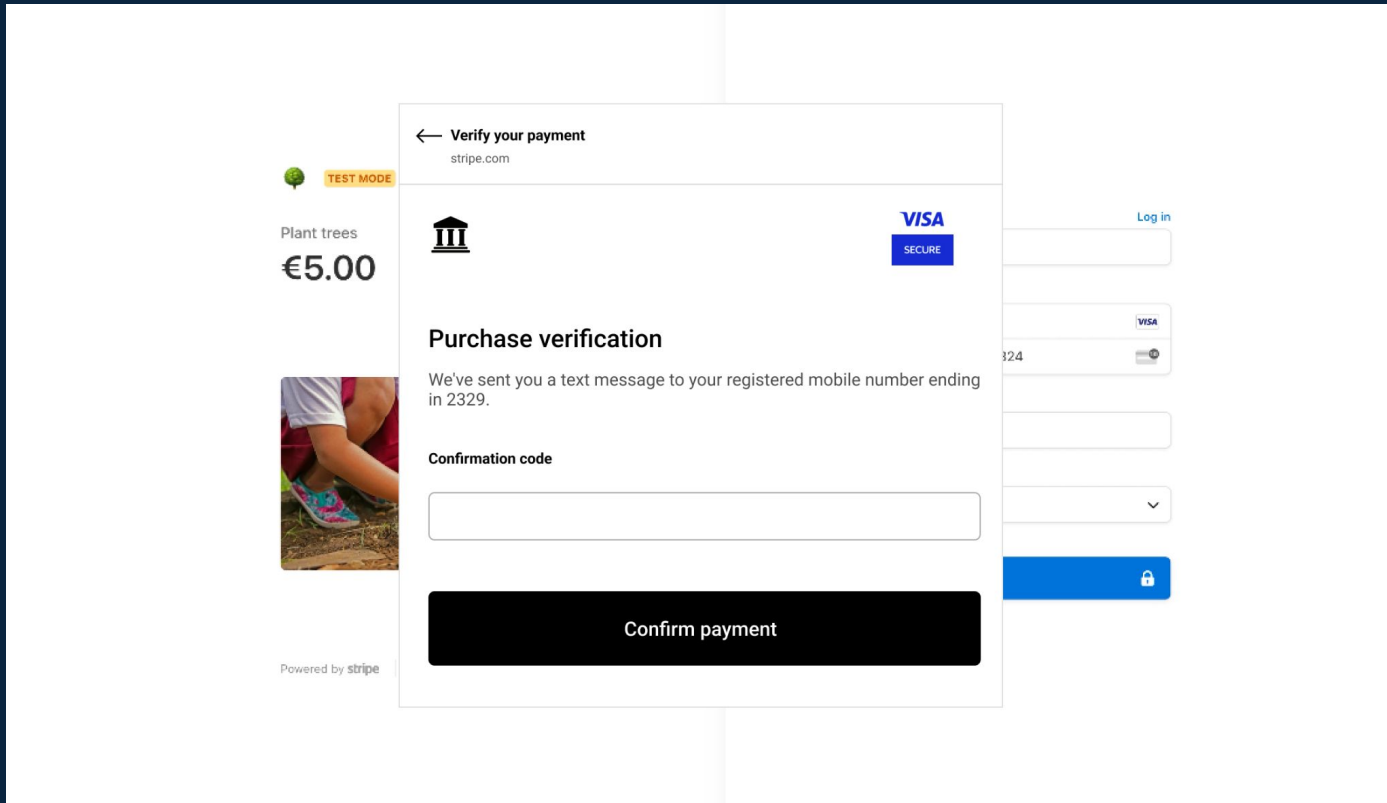 Verify your payment
stripe.com
TEST MODE
Plant trees
€5.00
VISA
SECURE
Purchase verification
We've sent you a text message to your registered mobile number ending
in 2329.
Confirmation code
Confirm payment
Powered by stripe
Log in
VISA
324